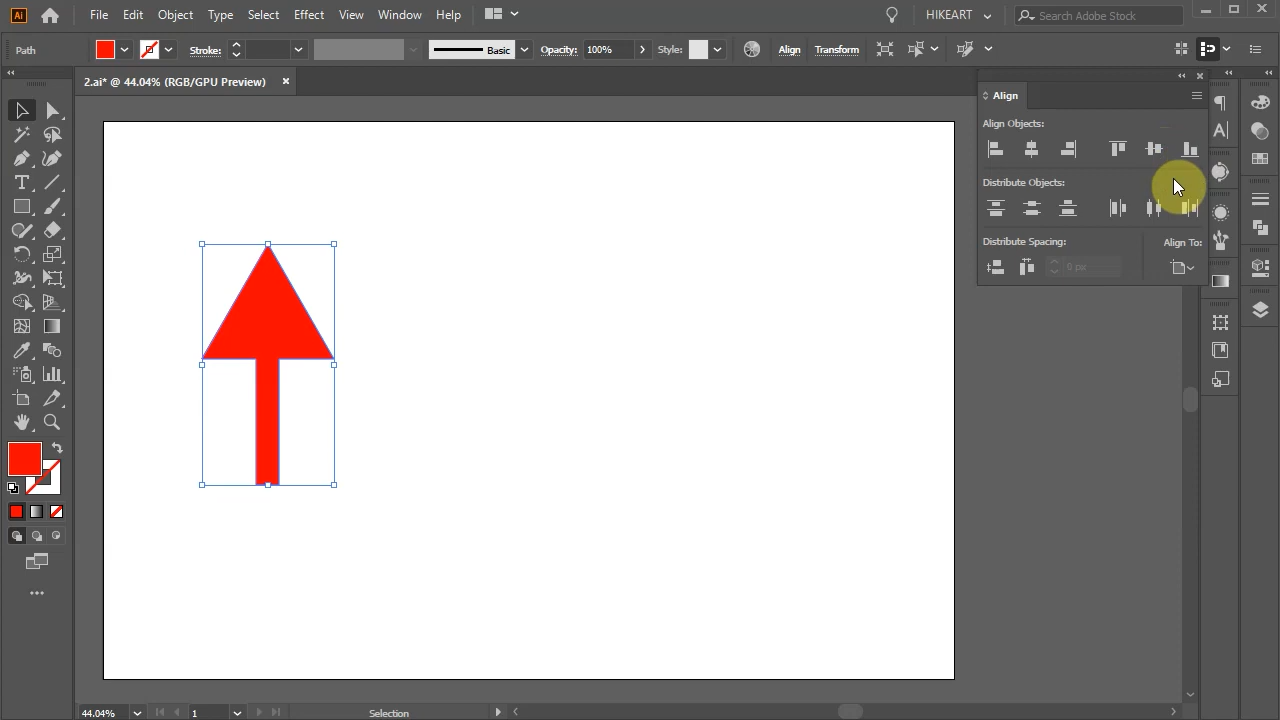 Ai File Edit Object Type Select Effect View Window Help HIKEART Search Adobe Stock
Path Stroke: Basic Opacity: 100% Style: Align Transform
2.ai* @ 44.04% (RGB/GPU Preview) ×
Align
Align Objects:
Distribute Objects:
Distribute Spacing: Align To:
0 px
44.04% 1 Selection